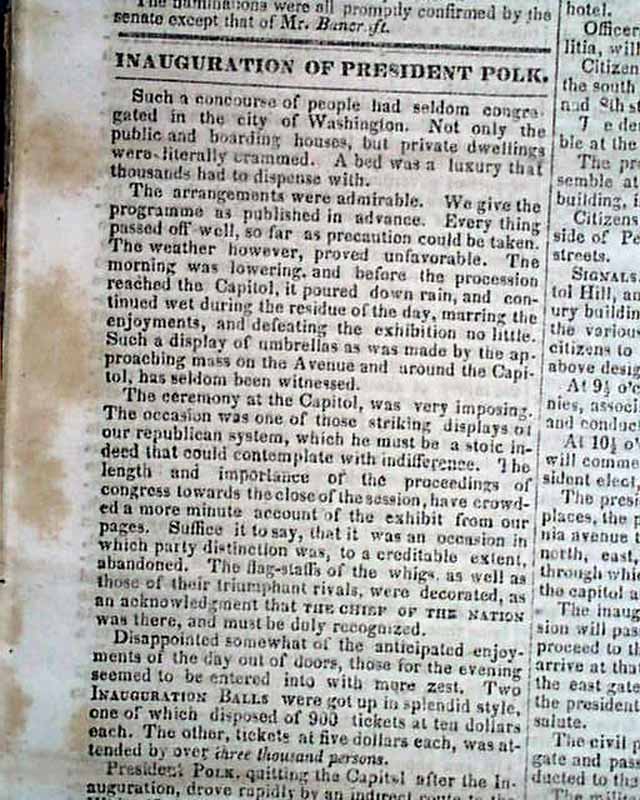 The nominations were all promptly confirmed by the
senate except that of Mr. Bancroft.
INAUGURATION OF PRESIDENT POLK.
Such a concourse of people had seldom congre-
gated in the city of Washington. Not only the
public and boarding houses, but private dwellings
were literally crammed. A bed was a luxury that
thousands had to dispense with.
The arrangements were admirable. We give the
programme as published in advance. Every thing
passed off well, so far as precaution could be taken.
The weather however, proved unfavorable. The
morning was lowering, and before the procession
reached the Capitol, it poured down rain, and con-
tinued wet during the residue of the day, marring the
enjoyments, and defeating the exhibition no little.
Such a display of umbrellas as was made by the ap-
proaching mass on the Avenue and around the Capi-
tol, has seldom been witnessed.
The ceremony at the Capitol, was very imposing.
The occasion was one of those striking displays of
our republican system, which he must be a stoic in-
deed that could contemplate with indifference. The
length and importance of the proceedings of
congress towards the close of the session, have crowd-
ed a more minute account of the exhibit from our
pages. Suffice it to say, that it was an occasion in
which party distinction was, to a creditable extent,
abandoned. The flag-staffs of the whigs, as well as
those of their triumphant rivals, were decorated, as
an acknowledgment that THE CHIEF OF THE NATION
was there, and must be duly recognized.
Disappointed somewhat of the anticipated enjoy-
ments of the day out of doors, those for the evening
seemed to be entered into with more zest. Two
INAUGURATION BALLS were got up in splendid style,
one of which disposed of 900 tickets at ten dollars
each. The other, tickets at five dollars each, was at-
tended by over three thousand persons.
President POLK, quitting the Capitol after the In-
auguration, drove rapidly by an indirect route to the
hotel.
Officer
litia, will
Citizen
the south
and 8th st
ble at the
The pr
semble at
building, i
Citizens
side of Pe
streets.
SIGNALS.
tol Hill, an
ury buildin
the various
citizens to
above desig
At 9½ o'c
nies, associ
and conduct
At 10½ o'
will comme
sident elect,
The presi
places, the p
nia avenue t
north, east,
through whic
the capitol a
The inaug
sion will pas
proceed to th
arrive at that
the east gate
the president
salute.
The civil p
gate and pass
ducted to tha